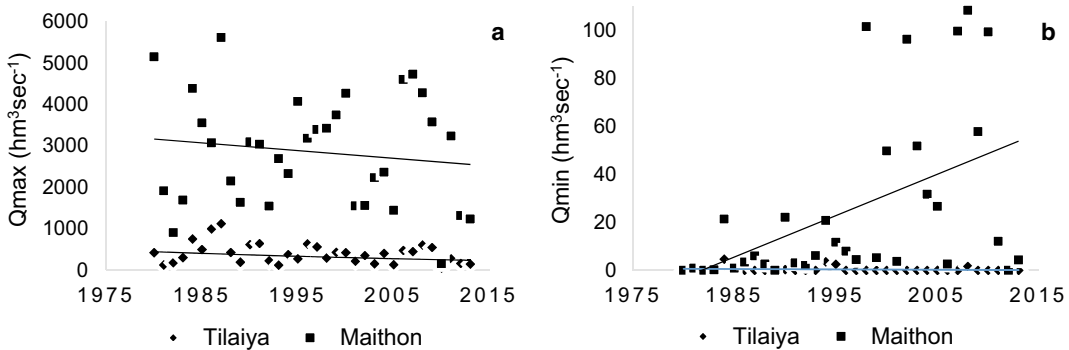 a
Qmax (hm³sec⁻¹)
6000
5000
4000
3000
2000
1000
0
1975 1985 1995 2005 2015
Tilaiya Maithon
b
Qmin (hm³sec⁻¹)
100
80
60
40
20
0
1975 1985 1995 2005 2015
Tilaiya Maithon